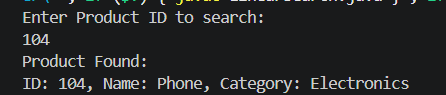 Enter Product ID to search:
104
Product Found:
ID: 104, Name: Phone, Category: Electronics